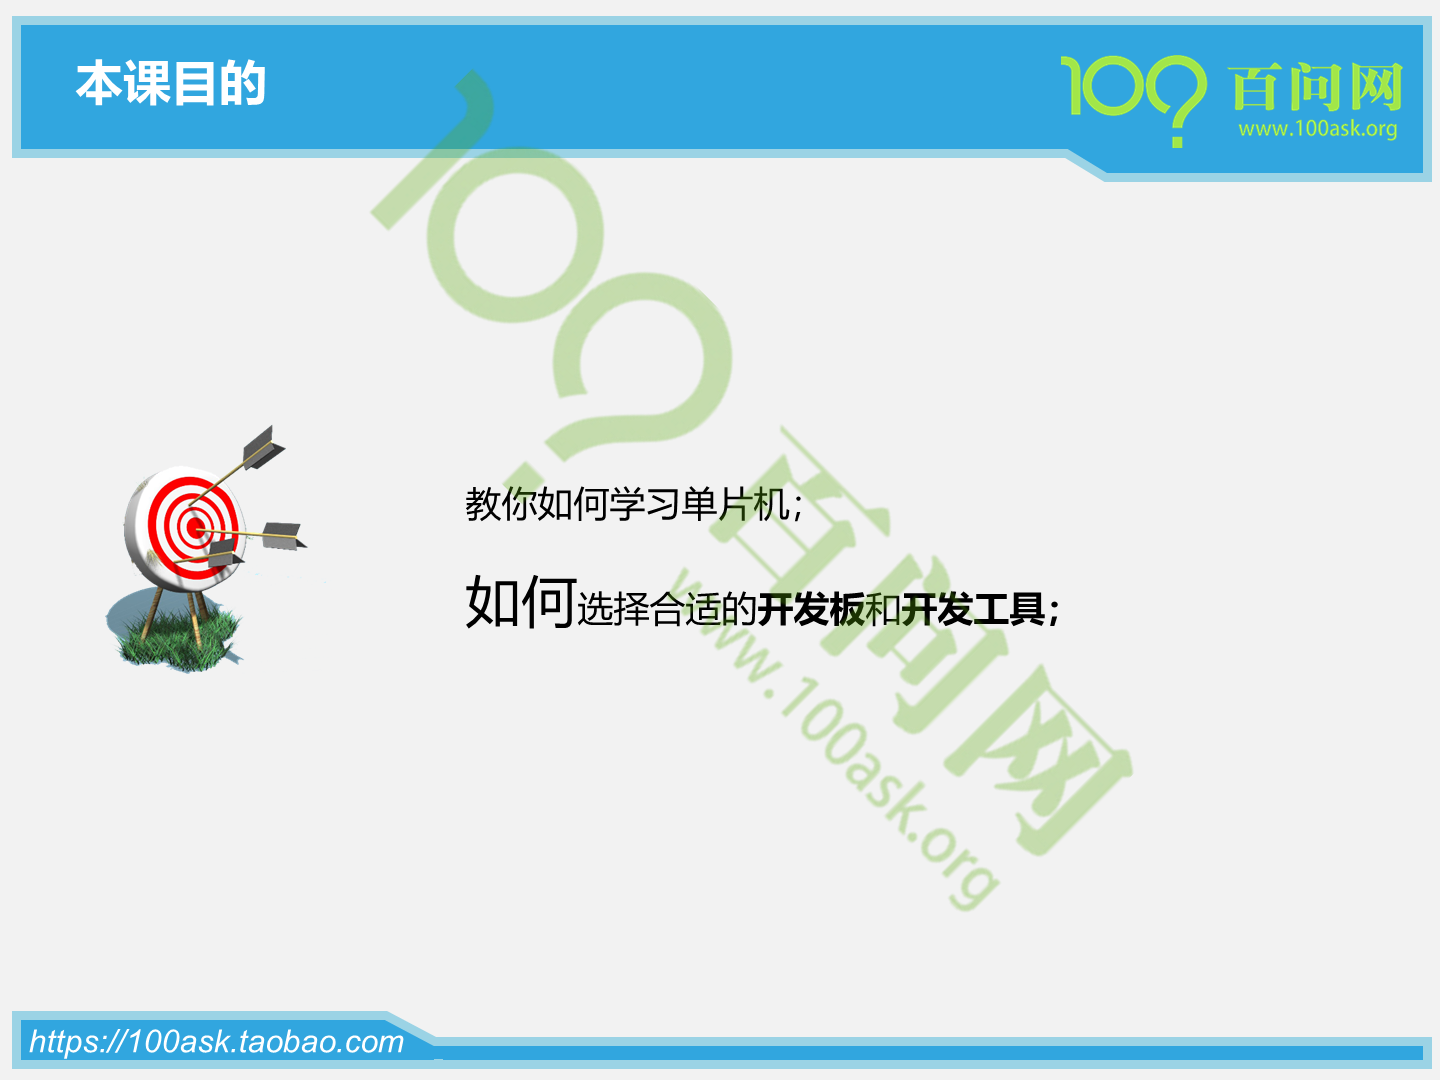 本课目的
100?
百问网
www.100ask.org
教你如何学习单片机；
如何选择合适的开发板和开发工具；
百问网
www.100ask.org
https://100ask.taobao.com